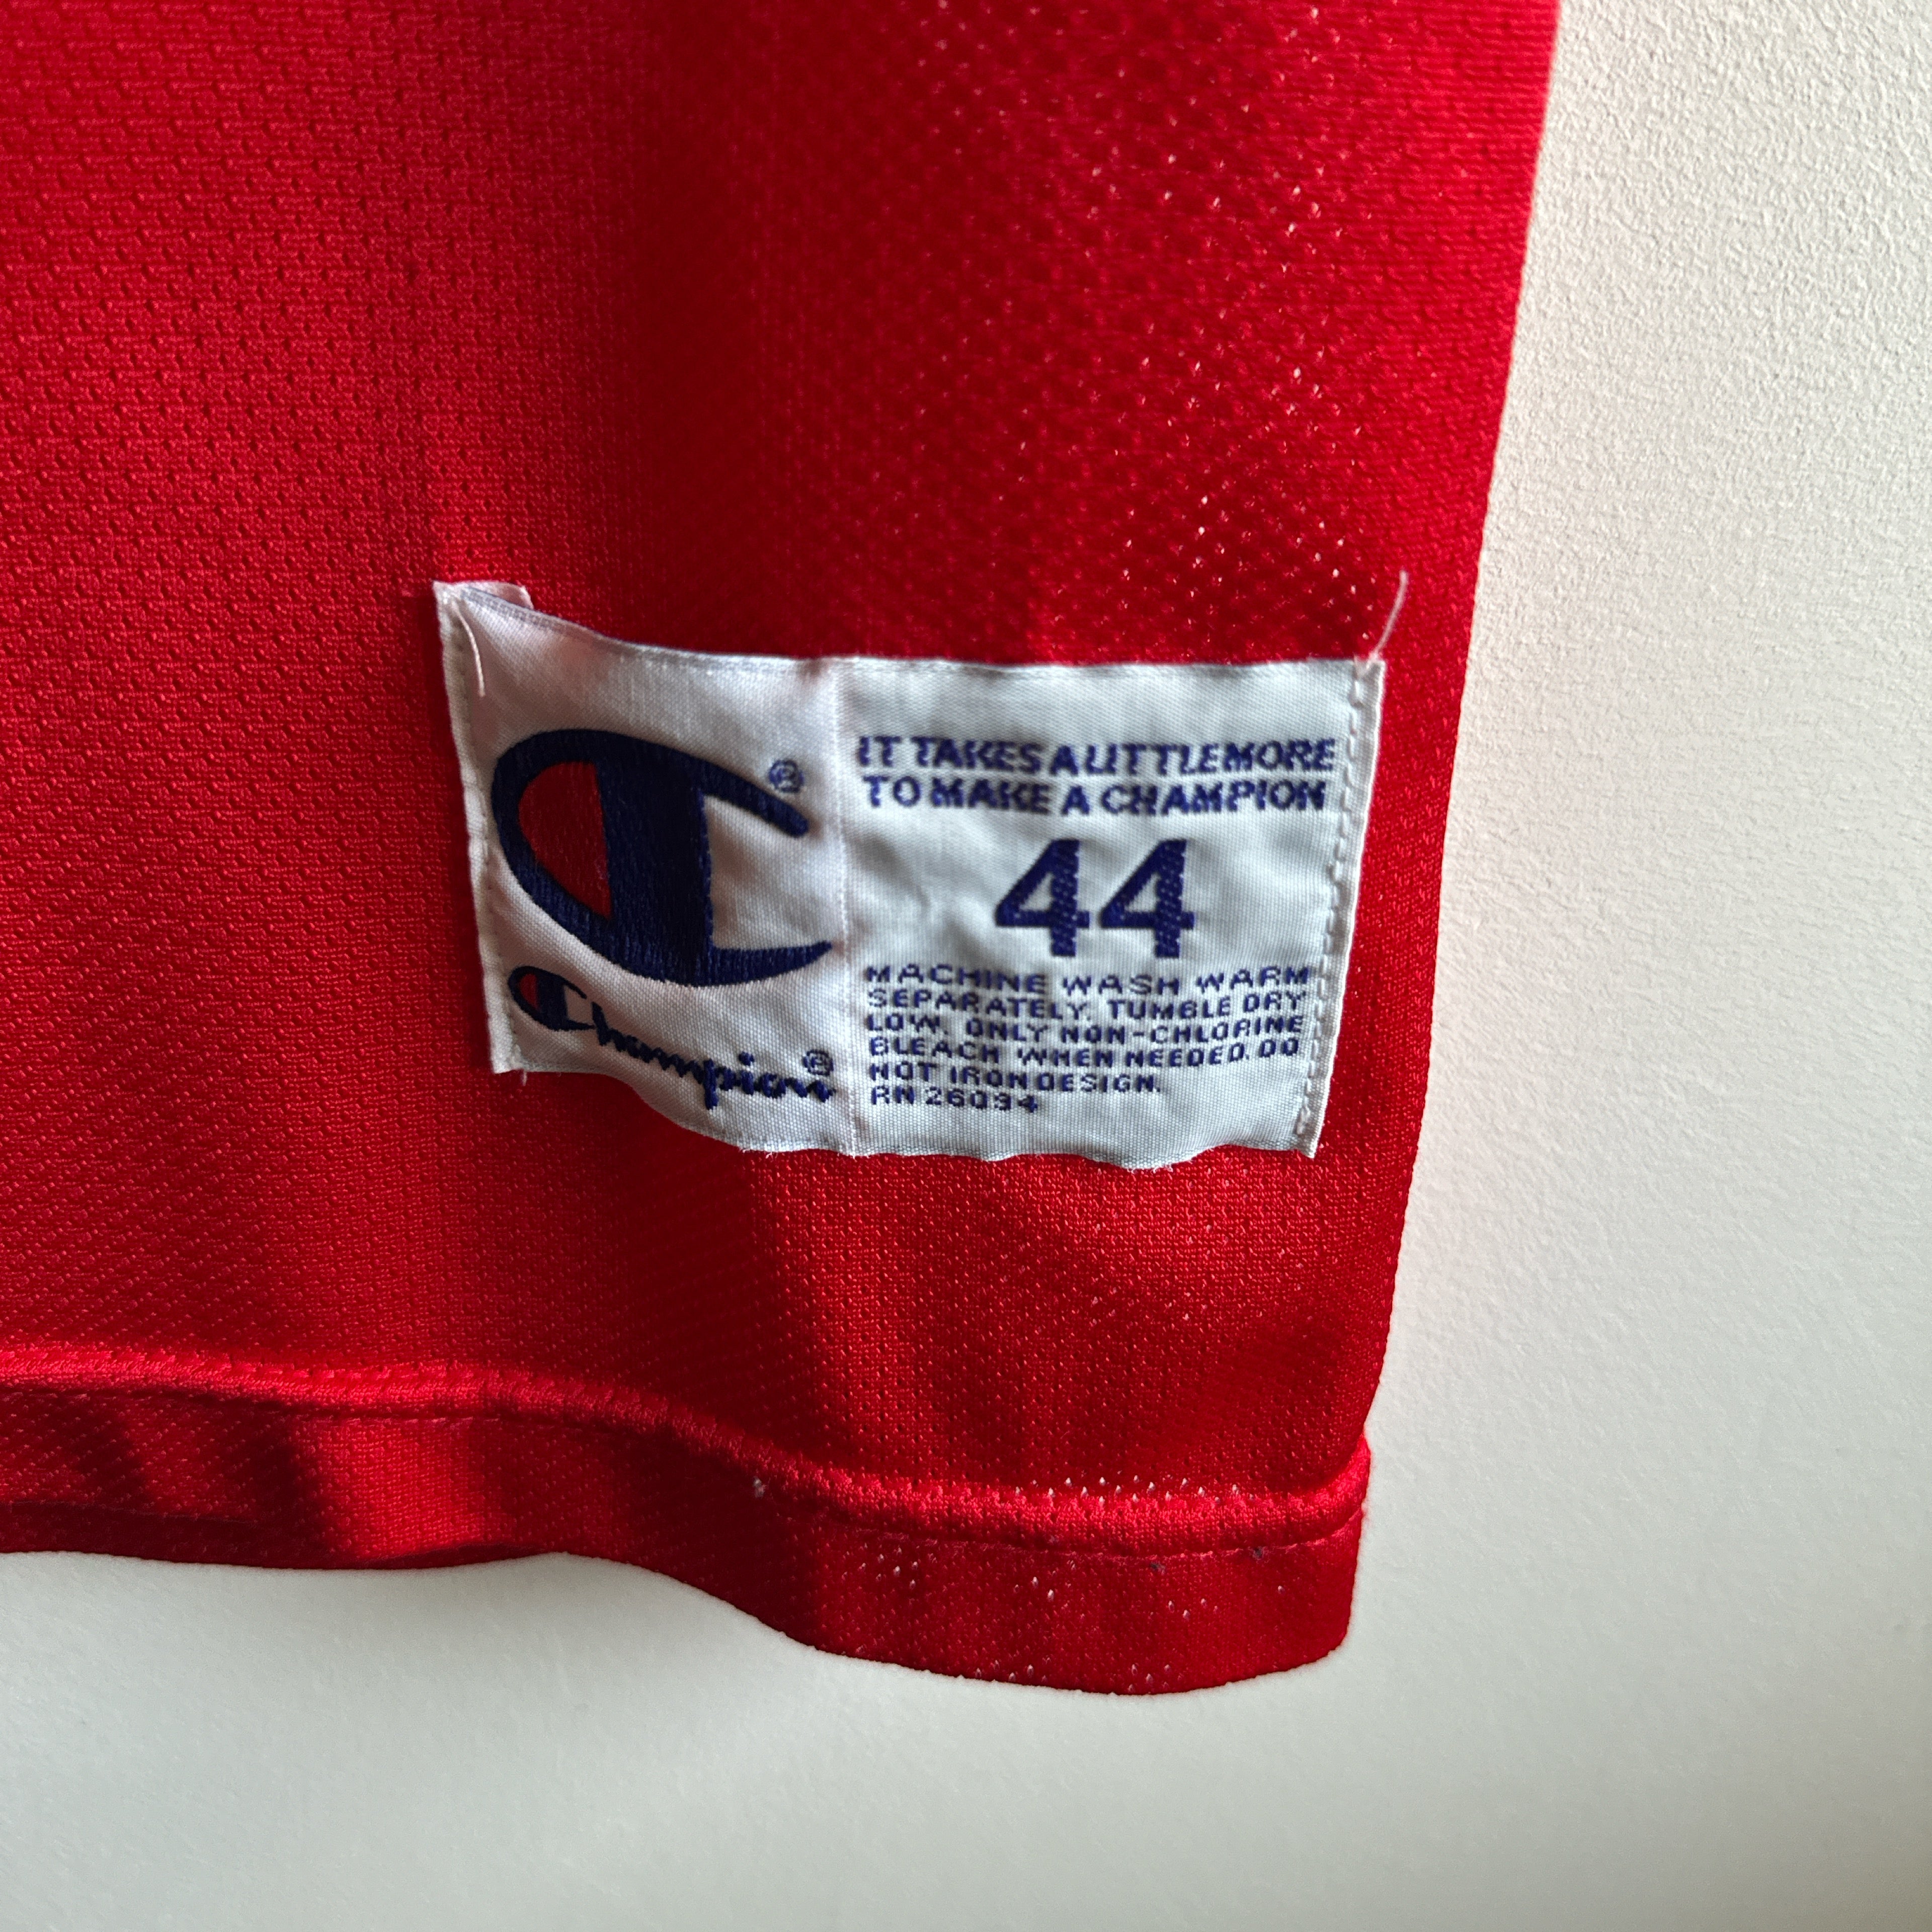 Champion®
IT TAKES A LITTLE MORE
TO MAKE A CHAMPION
44
MACHINE WASH WARM
SEPARATELY. TUMBLE DRY
LOW. ONLY NON-CHLORINE
BLEACH WHEN NEEDED. DO
NOT IRON DESIGN.
RN 26094